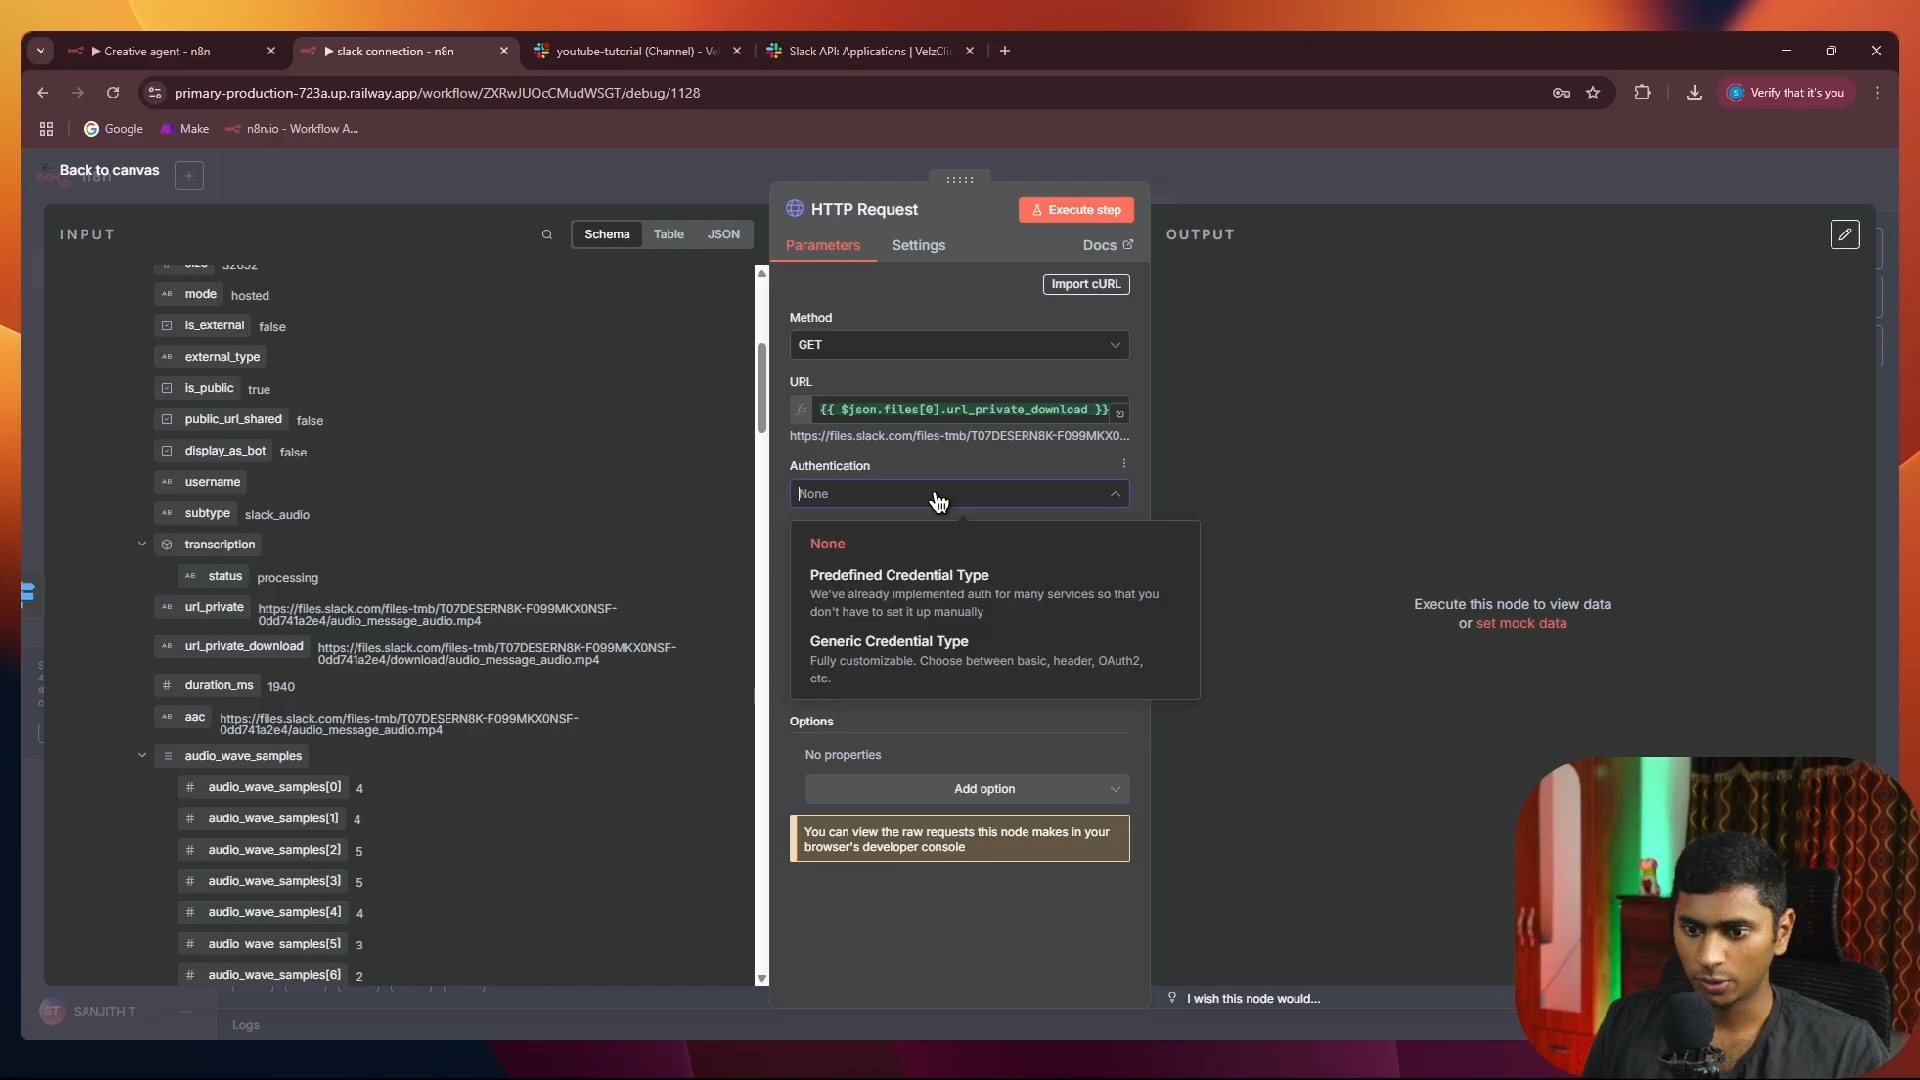 ▶ Creative agent - n8n
▶ slack connection - n8n
youtube-tutorial (Channel) - Ve
Slack API: Applications | VelzCli
primary-production-723a.up.railway.app/workflow/ZXRwJUOcCMudWSGT/debug/1128
Verify that it's you
Google
Make
n8n.io - Workflow A...
Back to canvas
INPUT
Schema
Table
JSON
size 32652
mode hosted
is_external false
external_type
is_public true
public_url_shared false
display_as_bot false
username
subtype slack_audio
transcription
status processing
url_private https://files.slack.com/files-tmb/T07DESERN8K-F099MKX0NSF-
0dd741a2e4/audio_message_audio.mp4
url_private_download https://files.slack.com/files-tmb/T07DESERN8K-F099MKX0NSF-
0dd741a2e4/download/audio_message_audio.mp4
duration_ms 1940
aac https://files.slack.com/files-tmb/T07DESERN8K-F099MKX0NSF-
0dd741a2e4/audio_message_audio.mp4
audio_wave_samples
audio_wave_samples[0] 4
audio_wave_samples[1] 4
audio_wave_samples[2] 5
audio_wave_samples[3] 5
audio_wave_samples[4] 4
audio_wave_samples[5] 3
audio_wave_samples[6] 2
HTTP Request
Execute step
Parameters
Settings
Docs
Import cURL
Method
GET
URL
fx {{ $json.files[0].url_private_download }}
https://files.slack.com/files-tmb/T07DESERN8K-F099MKX0...
Authentication
None
None
Predefined Credential Type
We've already implemented auth for many services so that you
don't have to set it up manually
Generic Credential Type
Fully customizable. Choose between basic, header, OAuth2,
etc.
Options
No properties
Add option
You can view the raw requests this node makes in your
browser's developer console
OUTPUT
Execute this node to view data
or set mock data
I wish this node would...
ST SANJITH T
Logs